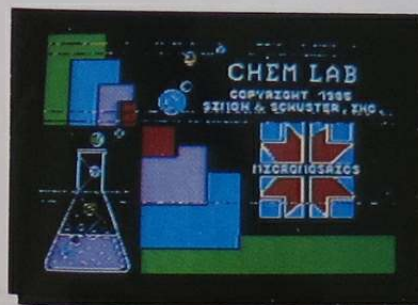 CHEM LAB
COPYRIGHT 1985
SIMON & SCHUSTER, INC.
MICROMOSAICS